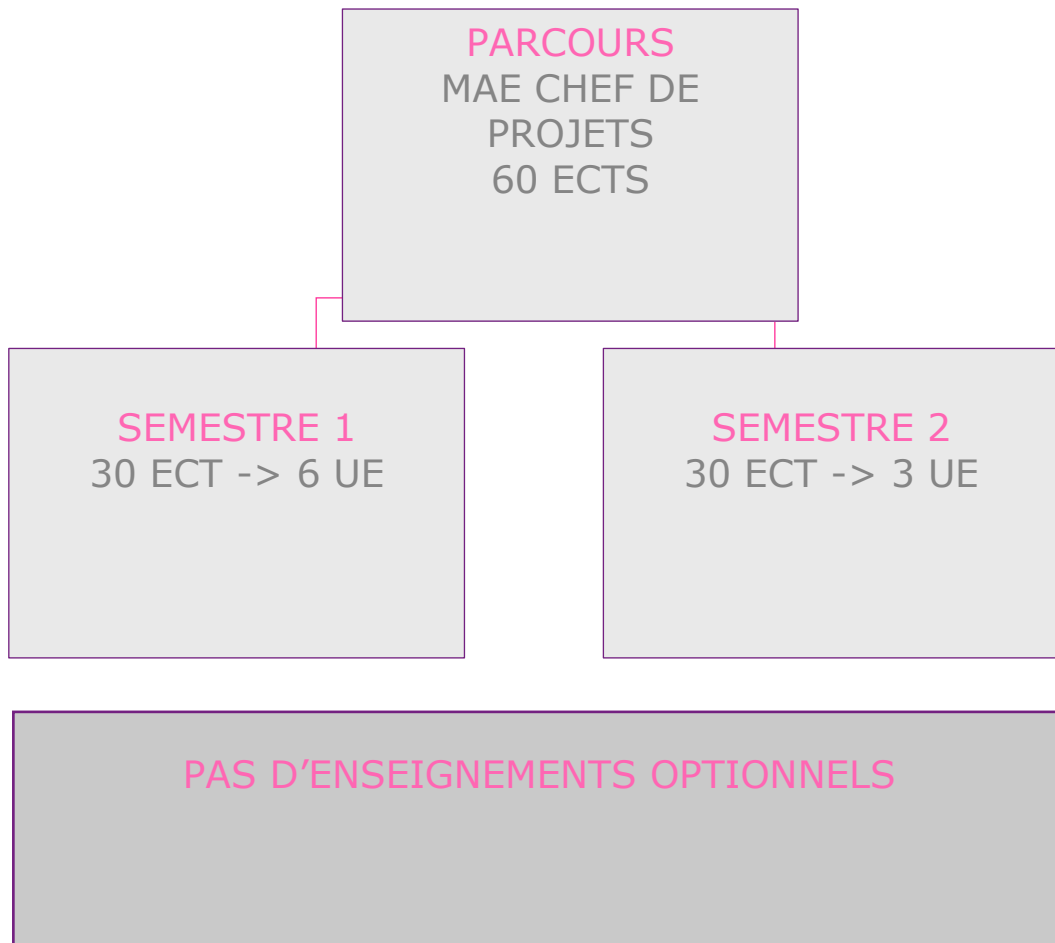 PARCOURS
MAE CHEF DE
PROJETS
60 ECTS
SEMESTRE 1
30 ECT -> 6 UE
SEMESTRE 2
30 ECT -> 3 UE
PAS D’ENSEIGNEMENTS OPTIONNELS